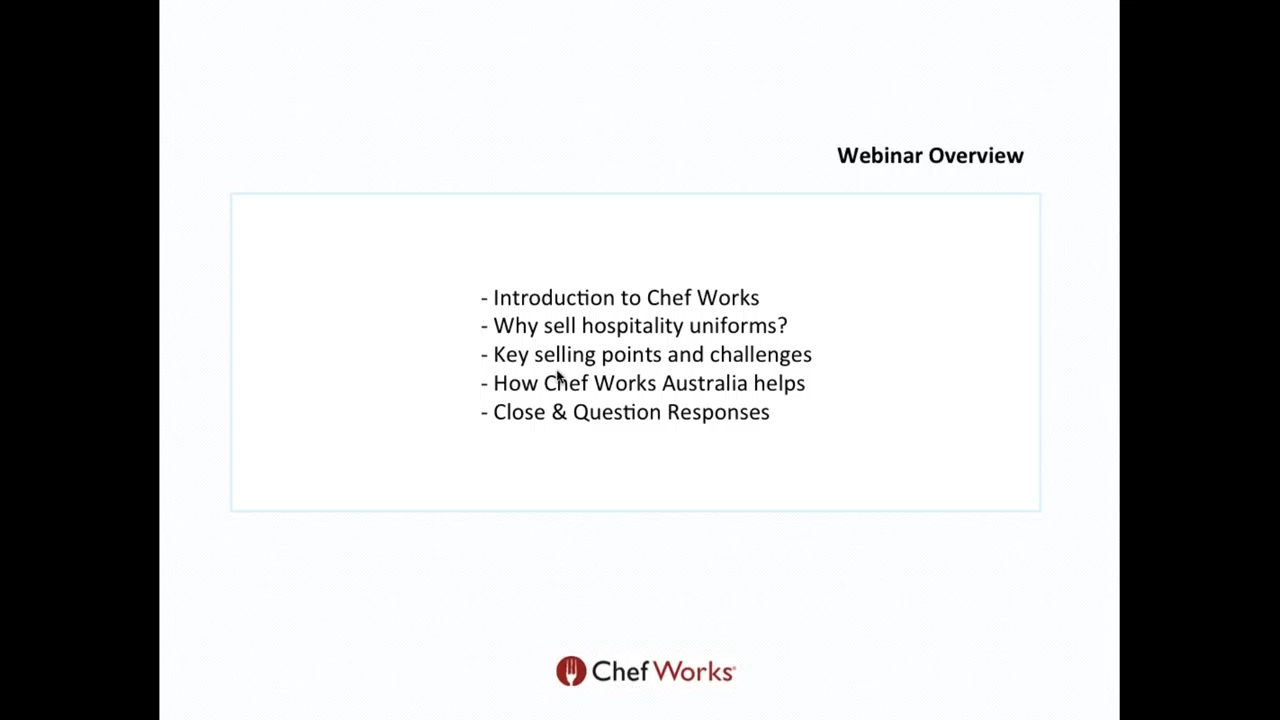 Webinar Overview
- Introduction to Chef Works
- Why sell hospitality uniforms?
- Key selling points and challenges
- How Chef Works Australia helps
- Close & Question Responses
Chef Works